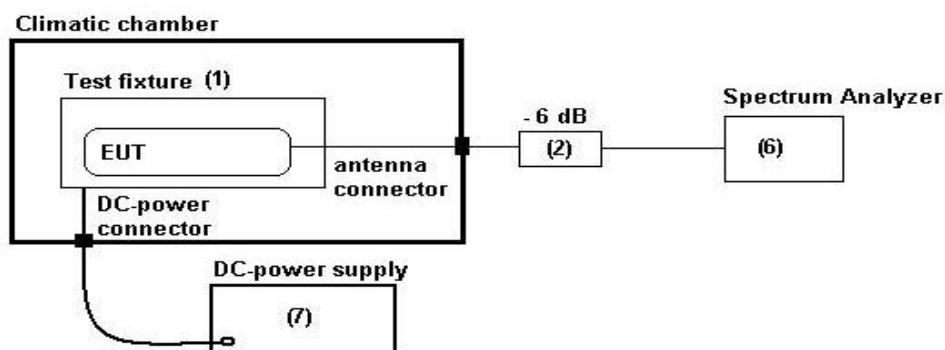 Climatic chamber
Test fixture (1)
- 6 dB
Spectrum Analyzer
EUT
(2)
(6)
antenna
connector
DC-power
connector
DC-power supply
(7)